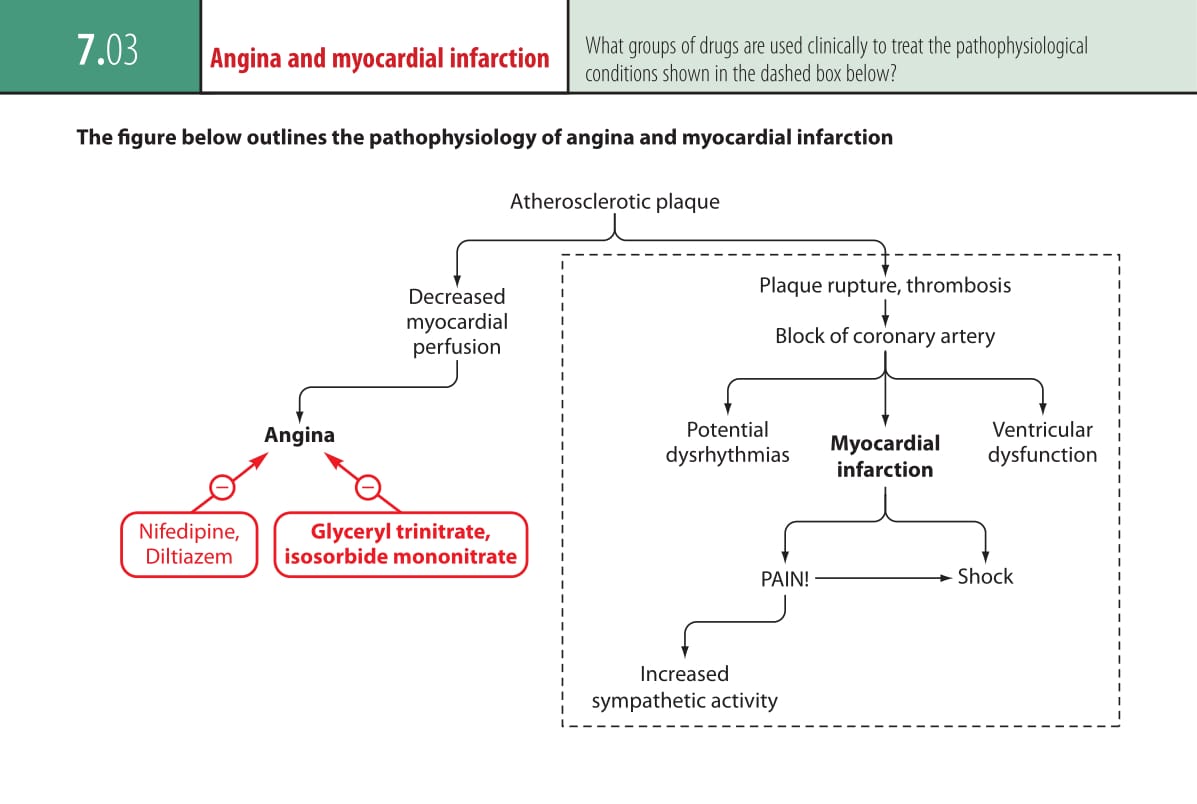 7.03
Angina and myocardial infarction
What groups of drugs are used clinically to treat the pathophysiological
conditions shown in the dashed box below?
The figure below outlines the pathophysiology of angina and myocardial infarction
Atherosclerotic plaque
Decreased
myocardial
perfusion
Plaque rupture, thrombosis
Block of coronary artery
Angina
Potential
dysrhythmias
Myocardial
infarction
Ventricular
dysfunction
Nifedipine,
Diltiazem
Glyceryl trinitrate,
isosorbide mononitrate
PAIN!
Shock
Increased
sympathetic activity